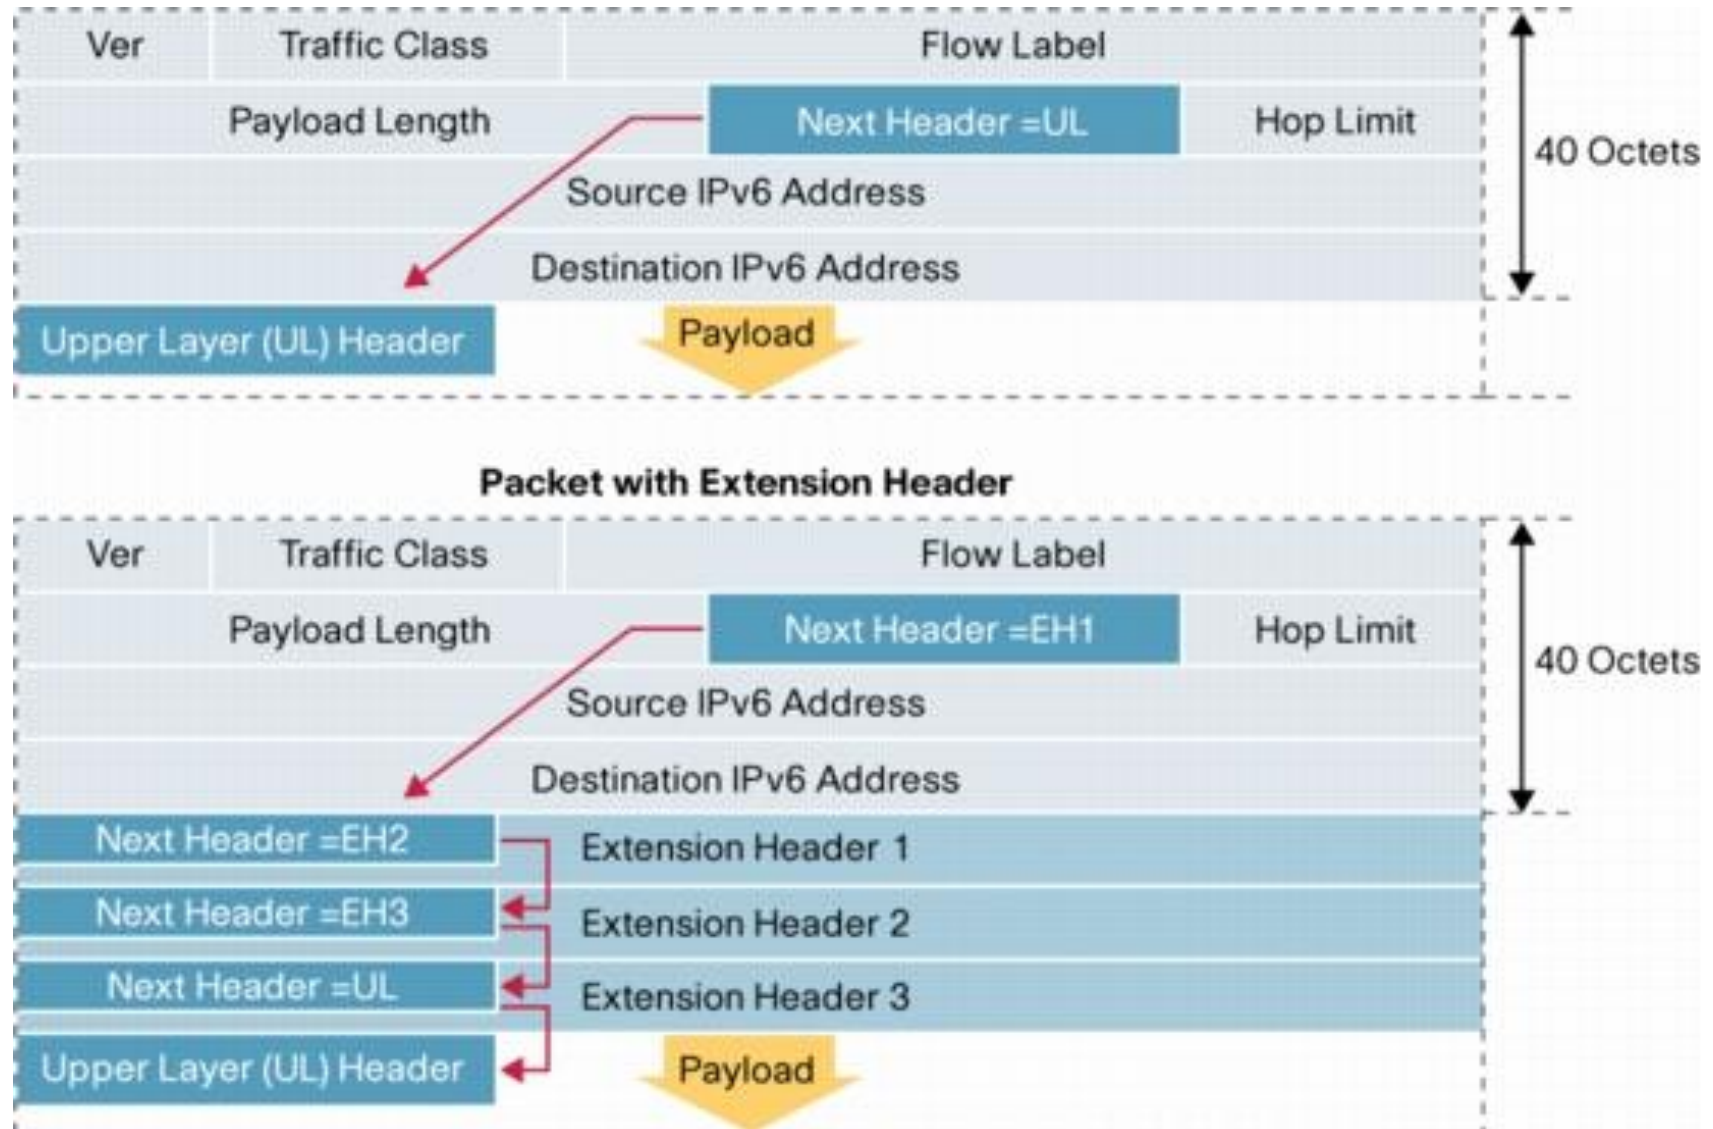 Ver Traffic Class Flow Label
Payload Length Next Header =UL Hop Limit
40 Octets
Source IPv6 Address
Destination IPv6 Address
Upper Layer (UL) Header Payload
Packet with Extension Header
Ver Traffic Class Flow Label
Payload Length Next Header =EH1 Hop Limit
40 Octets
Source IPv6 Address
Destination IPv6 Address
Next Header =EH2 Extension Header 1
Next Header =EH3 Extension Header 2
Next Header =UL Extension Header 3
Upper Layer (UL) Header Payload